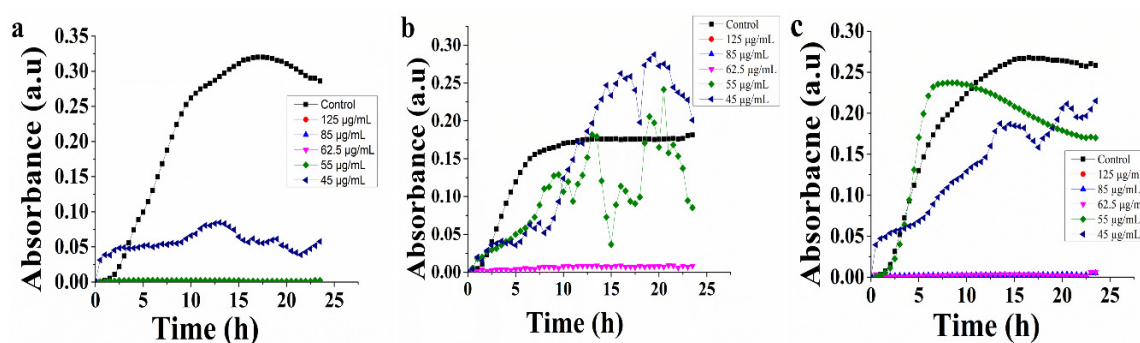 a
0.35
0.30
0.25
0.20
0.15
0.10
0.05
0.00
Absorbance (a.u)
Control
125 µg/mL
85 µg/mL
62.5 µg/mL
55 µg/mL
45 µg/mL
0 5 10 15 20 25
Time (h)
b
0.30
0.25
0.20
0.15
0.10
0.05
0.00
Absorbance (a.u)
Control
125 µg/mL
85 µg/mL
62.5 µg/mL
55 µg/mL
45 µg/mL
0 5 10 15 20 25
Time (h)
c
0.30
0.25
0.20
0.15
0.10
0.05
0.00
Absorbacne (a.u)
Control
125 µg/m
85 µg/mL
62.5 µg/m
55 µg/mL
45 µg/mL
0 5 10 15 20 25
Time (h)